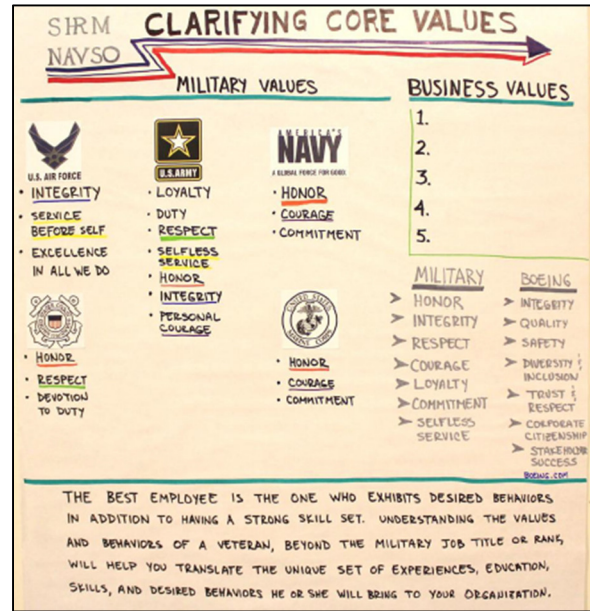 SIRM
NAVSO
CLARIFYING CORE VALUES
MILITARY VALUES
U.S. AIR FORCE
• INTEGRITY
• SERVICE
BEFORE SELF
• EXCELLENCE
IN ALL WE DO
U.S. ARMY
• LOYALTY
• DUTY
• RESPECT
• SELFLESS
SERVICE
• HONOR
• INTEGRITY
• PERSONAL
COURAGE
AMERICA'S
NAVY
A GLOBAL FORCE FOR GOOD.
• HONOR
• COURAGE
• COMMITMENT
• HONOR
• RESPECT
• DEVOTION
TO DUTY
UNITED STATES
MARINE CORPS
• HONOR
• COURAGE
• COMMITMENT
BUSINESS VALUES
1.
2.
3.
4.
5.
MILITARY
➤ HONOR
➤ INTEGRITY
➤ RESPECT
➤ COURAGE
➤ LOYALTY
➤ COMMITMENT
➤ SELFLESS
SERVICE
BOEING
➤ INTEGRITY
➤ QUALITY
➤ SAFETY
➤ DIVERSITY &
INCLUSION
➤ TRUST &
RESPECT
➤ CORPORATE
CITIZENSHIP
➤ STAKEHOLDER
SUCCESS
BOEING.COM
THE BEST EMPLOYEE IS THE ONE WHO EXHIBITS DESIRED BEHAVIORS
IN ADDITION TO HAVING A STRONG SKILL SET. UNDERSTANDING THE VALUES
AND BEHAVIORS OF A VETERAN, BEYOND THE MILITARY JOB TITLE OR RANK,
WILL HELP YOU TRANSLATE THE UNIQUE SET OF EXPERIENCES, EDUCATION,
SKILLS, AND DESIRED BEHAVIORS HE OR SHE WILL BRING TO YOUR ORGANIZATION.